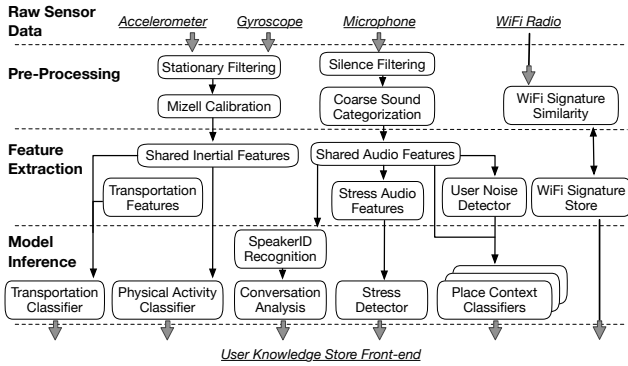 Raw Sensor
Data
Accelerometer
Gyroscope
Microphone
WiFi Radio
Pre-Processing
Stationary Filtering
Silence Filtering
Mizell Calibration
Coarse Sound
Categorization
WiFi Signature
Similarity
Feature
Extraction
Shared Inertial Features
Shared Audio Features
Transportation
Features
Stress Audio
Features
User Noise
Detector
WiFi Signature
Store
Model
Inference
SpeakerID
Recognition
Transportation
Classifier
Physical Activity
Classifier
Conversation
Analysis
Stress
Detector
Place Context
Classifiers
User Knowledge Store Front-end